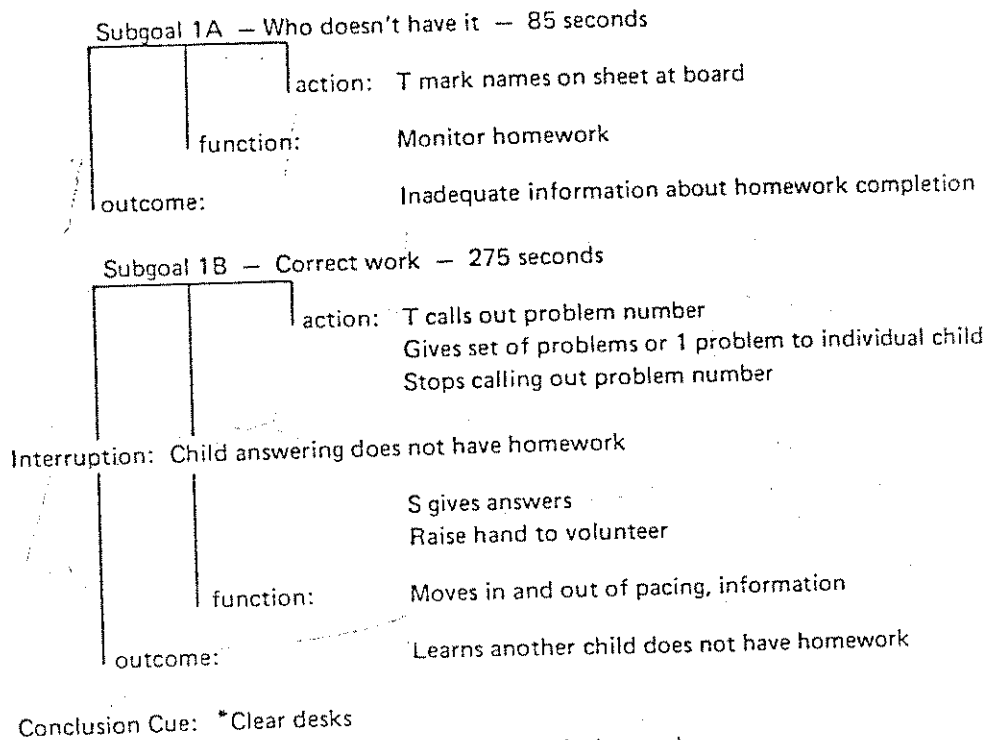 Subgoal 1A — Who doesn't have it — 85 seconds
action: T mark names on sheet at board
function: Monitor homework
outcome: Inadequate information about homework completion
Subgoal 1B — Correct work — 275 seconds
action: T calls out problem number
Gives set of problems or 1 problem to individual child
Stops calling out problem number
Interruption: Child answering does not have homework
S gives answers
Raise hand to volunteer
function: Moves in and out of pacing, information
outcome: Learns another child does not have homework
Conclusion Cue: *Clear desks